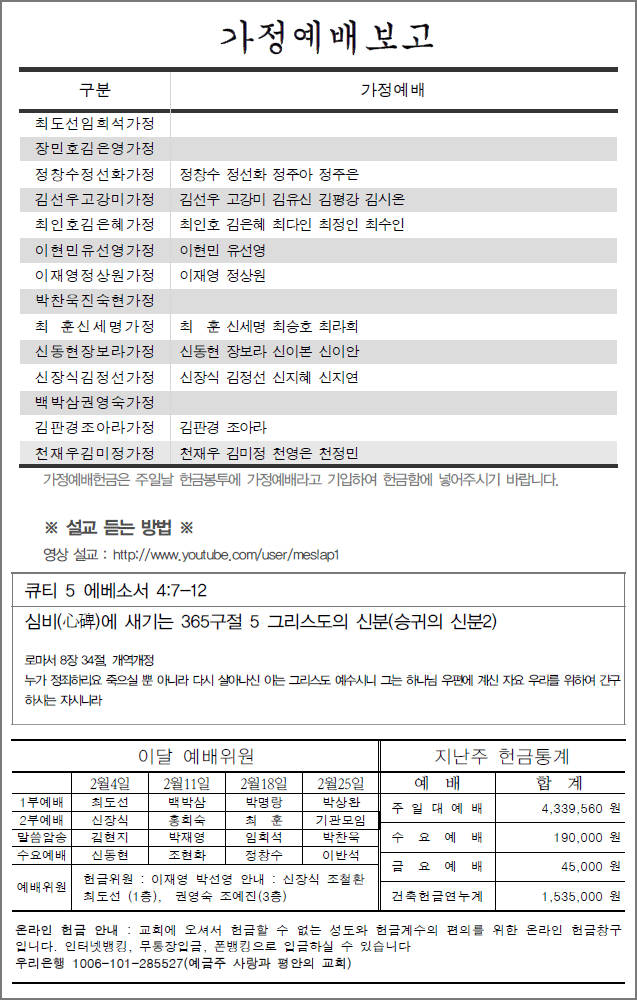 가정예배보고
구분 가정예배
최도선임희석가정
장민호김은영가정
정창수정선화가정 정창수 정선화 정주아 정주은
김선우고강미가정 김선우 고강미 김유신 김평강 김시온
최인호김은혜가정 최인호 김은혜 최다인 최정인 최수인
이현민유선영가정 이현민 유선영
이재영정상원가정 이재영 정상원
박찬욱진숙현가정
최 훈신세명가정 최 훈 신세명 최승호 최라희
신동현장보라가정 신동현 장보라 신이본 신이안
신장식김정선가정 신장식 김정선 신지혜 신지연
백박삼권영숙가정
김판경조아라가정 김판경 조아라
천재우김미정가정 천재우 김미정 천영은 천정민
가정예배헌금은 주일날 헌금봉투에 가정예배라고 기입하여 헌금함에 넣어주시기 바랍니다.
※ 설교 듣는 방법 ※
영상 설교 : http://www.youtube.com/user/meslap1
큐티 5 에베소서 4:7-12
심비(心碑)에 새기는 365구절 5 그리스도의 신분(승귀의 신분2)
로마서 8장 34절, 개역개정
누가 정죄하리요 죽으실 뿐 아니라 다시 살아나신 이는 그리스도 예수시니 그는 하나님 우편에 계신 자요 우리를 위하여 간구
하시는 자시니라
이달 예배위원
2월4일 2월11일 2월18일 2월25일
1부예배 최도선 백박삼 박명랑 박상완
2부예배 신장식 홍회숙 최 훈 기관모임
말씀암송 김현지 박재영 임희석 박찬욱
수요예배 신동현 조현화 정창수 이반석
예배위원 헌금위원 : 이재영 박선영 안내 : 신장식 조철환
최도선 (1층), 권영숙 조예진(3층)
지난주 헌금통계
예 배 합 계
주 일 대 예 배 4,339,560 원
수 요 예 배 190,000 원
금 요 예 배 45,000 원
건축헌금연누계 1,535,000 원
온라인 헌금 안내 : 교회에 오셔서 헌금할 수 없는 성도와 헌금계수의 편의를 위한 온라인 헌금창구
입니다. 인터넷뱅킹, 무통장입금, 폰뱅킹으로 입금하실 수 있습니다
우리은행 1006-101-285527(예금주 사랑과 평안의 교회)